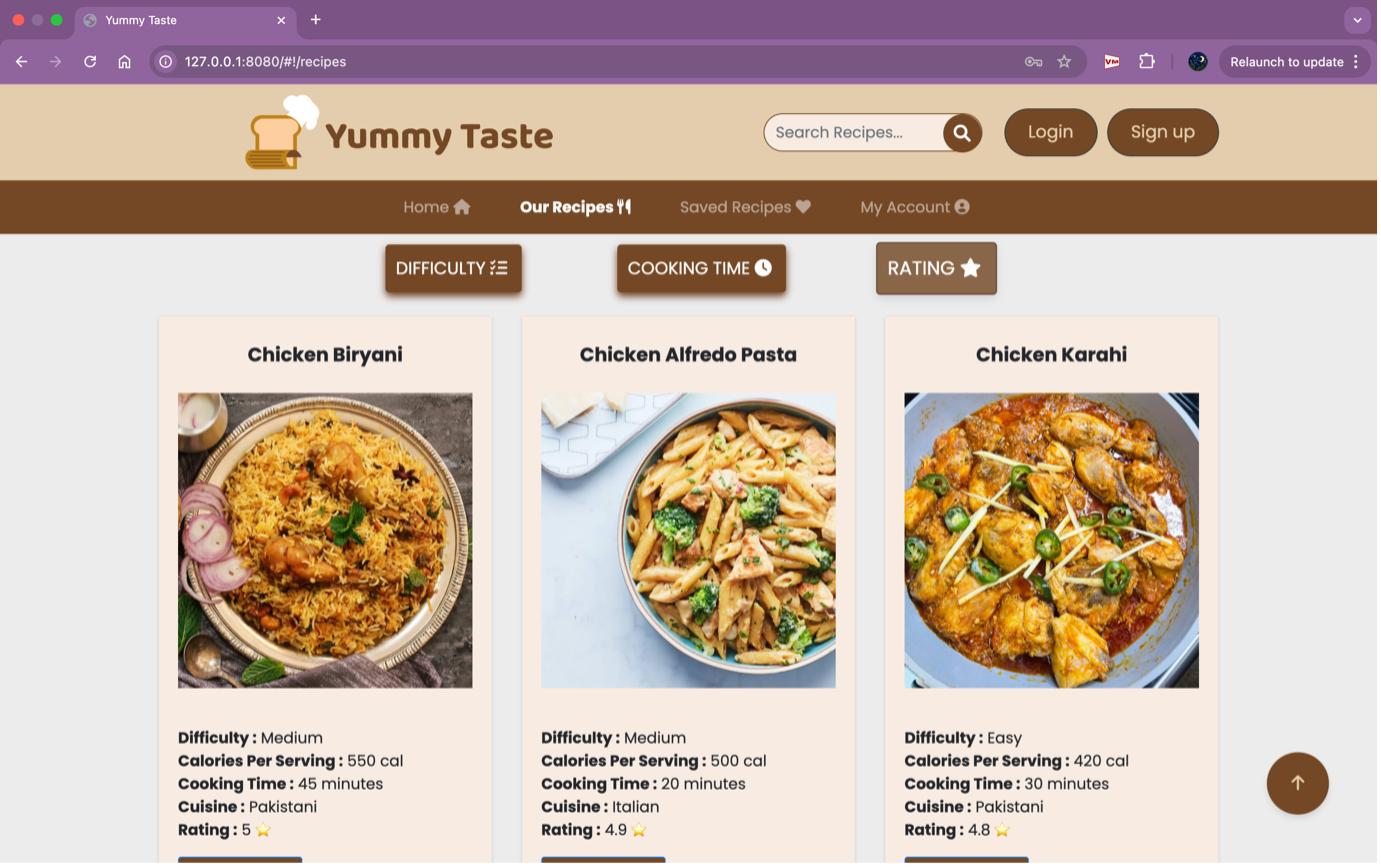 Yummy Taste
127.0.0.1:8080/#!/recipes
VM
Relaunch to update
Yummy Taste
Search Recipes...
Login
Sign up
Home
Our Recipes
Saved Recipes
My Account
DIFFICULTY
COOKING TIME
RATING
Chicken Biryani
Difficulty : Medium
Calories Per Serving : 550 cal
Cooking Time : 45 minutes
Cuisine : Pakistani
Rating : 5 ⭐
Chicken Alfredo Pasta
Difficulty : Medium
Calories Per Serving : 500 cal
Cooking Time : 20 minutes
Cuisine : Italian
Rating : 4.9 ⭐
Chicken Karahi
Difficulty : Easy
Calories Per Serving : 420 cal
Cooking Time : 30 minutes
Cuisine : Pakistani
Rating : 4.8 ⭐